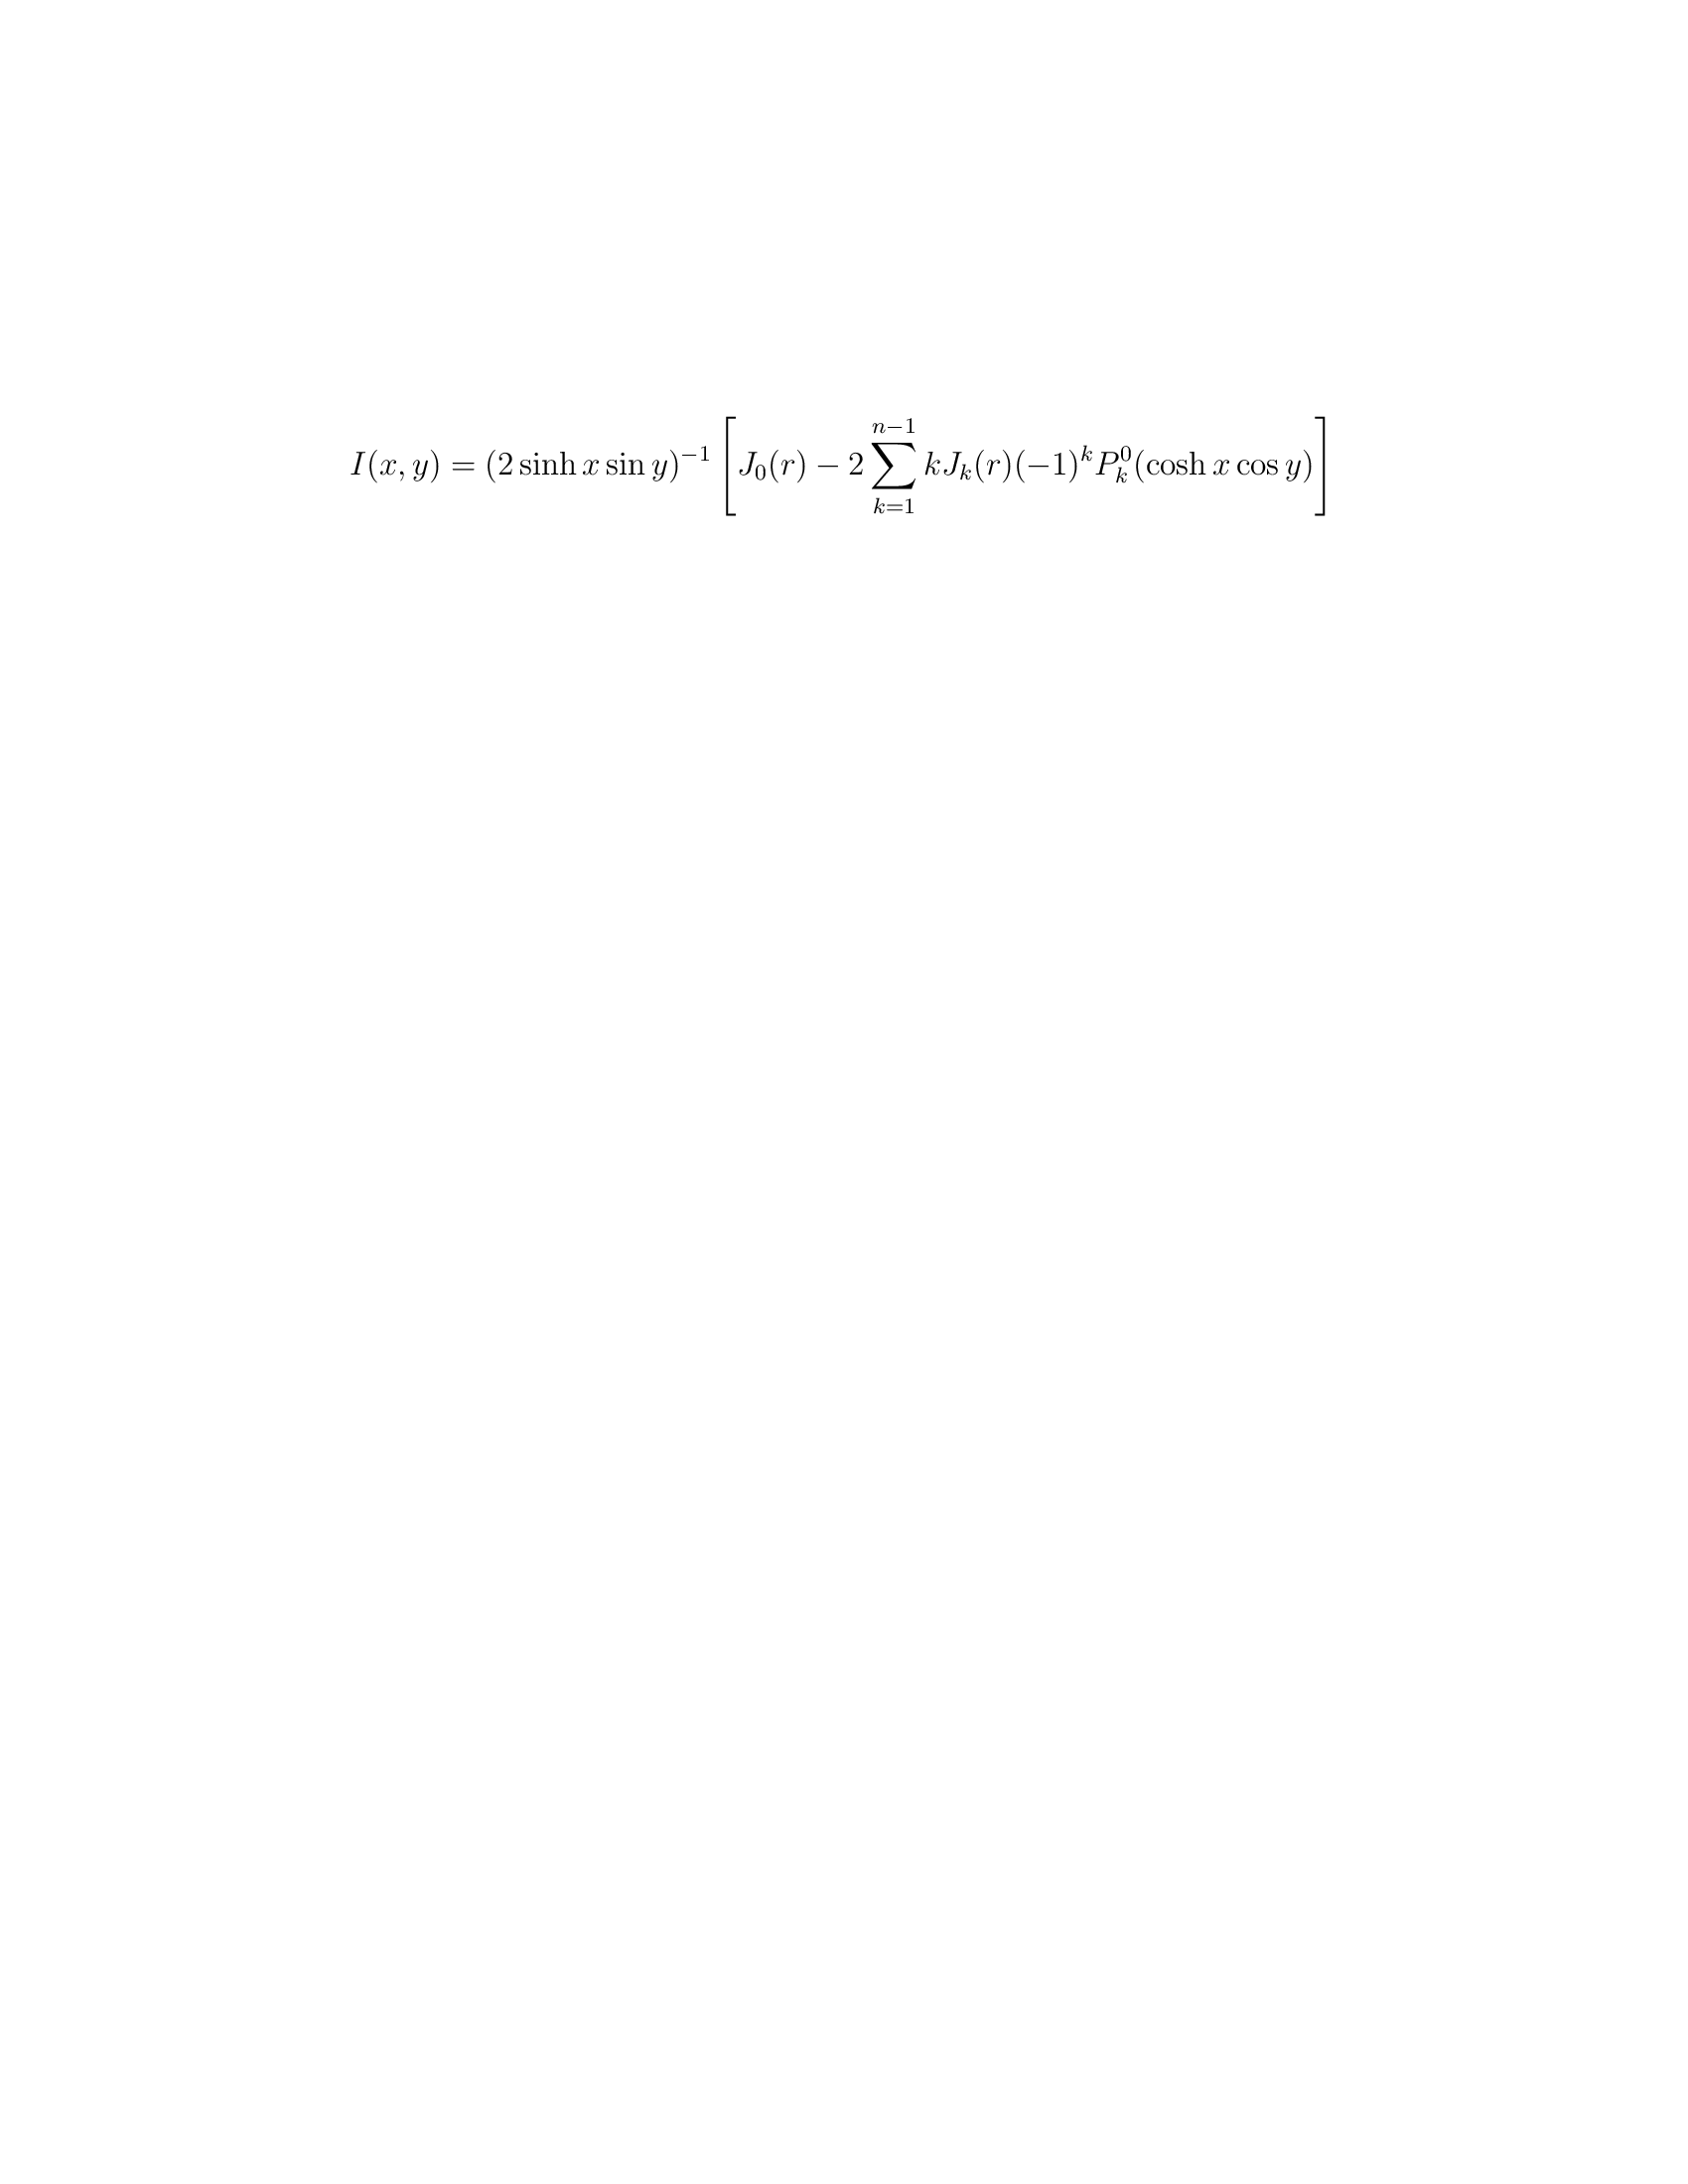 $I(x, y) = (2 \sinh x \sin y)^{-1} \left[ J_0(r) - 2 \sum_{k=1}^{n-1} k J_k(r) (-1)^k P_k^0(\cosh x \cos y) \right]$